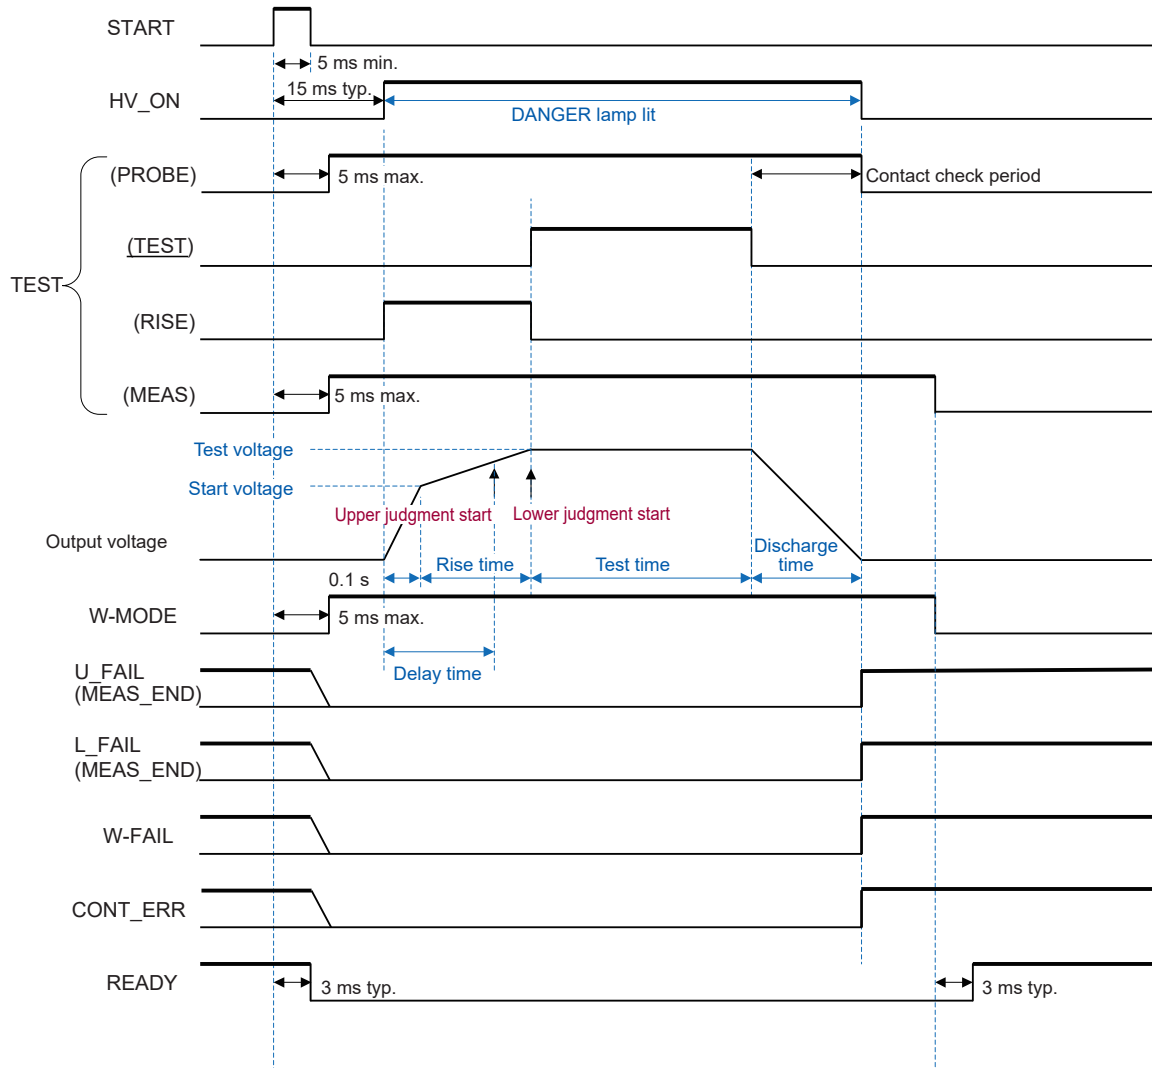 START
5 ms min.
15 ms typ.
HV_ON
DANGER lamp lit
(PROBE)
5 ms max.
Contact check period
(TEST)
TEST
(RISE)
(MEAS)
5 ms max.
Test voltage
Start voltage
Upper judgment start
Lower judgment start
Output voltage
Rise time
Test time
Discharge
time
0.1 s
W-MODE
5 ms max.
Delay time
U_FAIL
(MEAS_END)
L_FAIL
(MEAS_END)
W-FAIL
CONT_ERR
READY
3 ms typ.
3 ms typ.